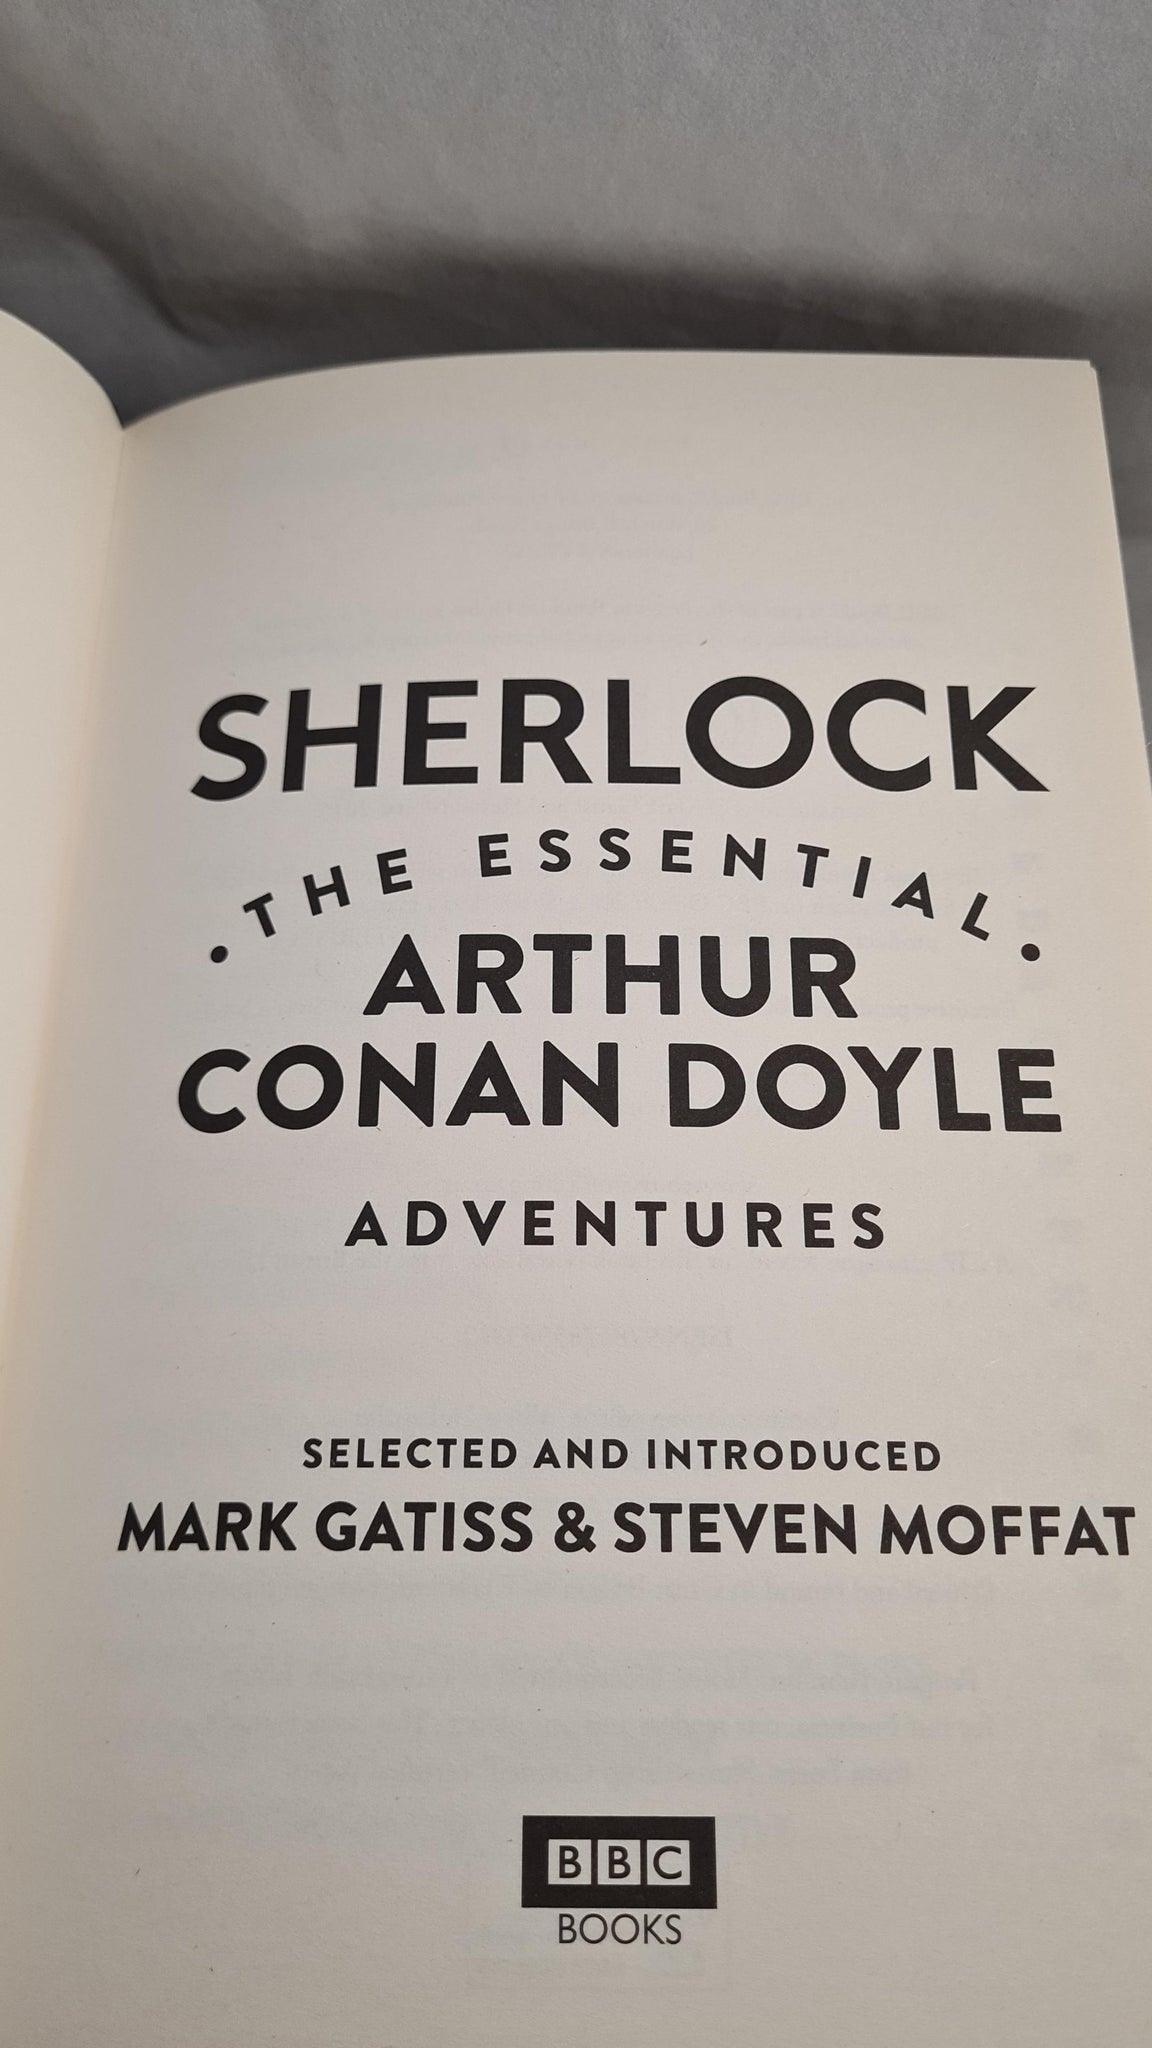 SHERLOCK
• THE ESSENTIAL •
ARTHUR
CONAN DOYLE
ADVENTURES
SELECTED AND INTRODUCED
MARK GATISS & STEVEN MOFFAT
BBC
BOOKS